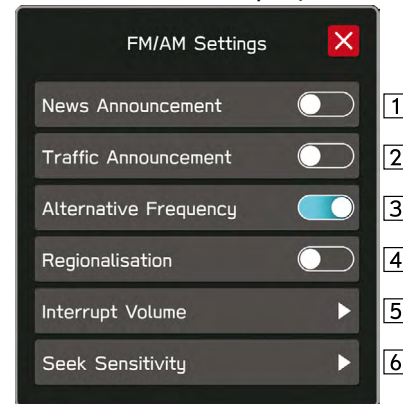 FM/AM Settings
News Announcement 1
Traffic Announcement 2
Alternative Frequency 3
Regionalisation 4
Interrupt Volume 5
Seek Sensitivity 6